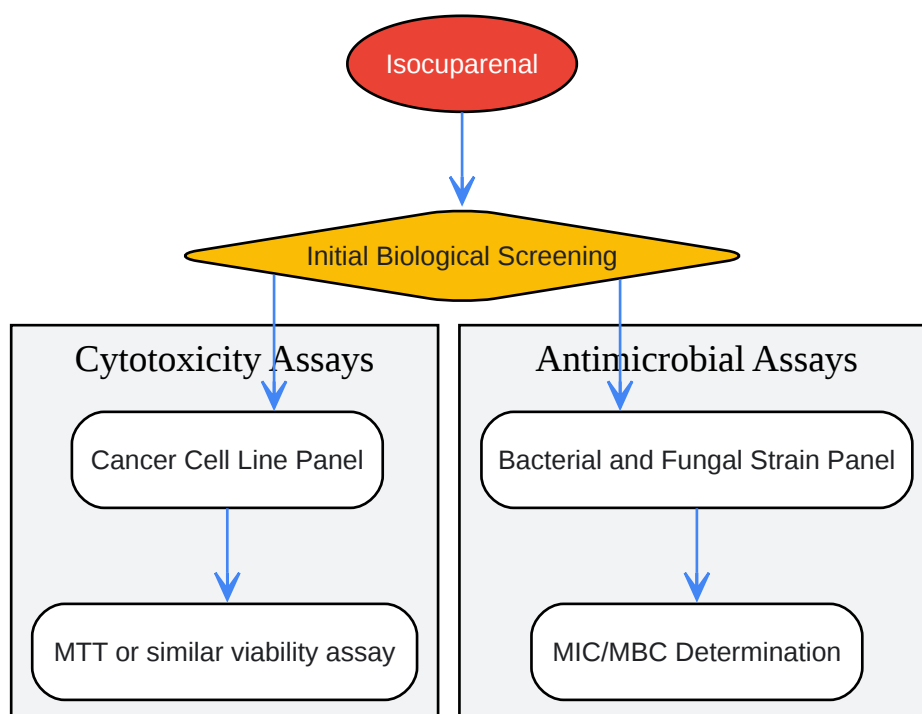 Isocuparenal
Initial Biological Screening
Cytotoxicity Assays
Antimicrobial Assays
Cancer Cell Line Panel
Bacterial and Fungal Strain Panel
MTT or similar viability assay
MIC/MBC Determination